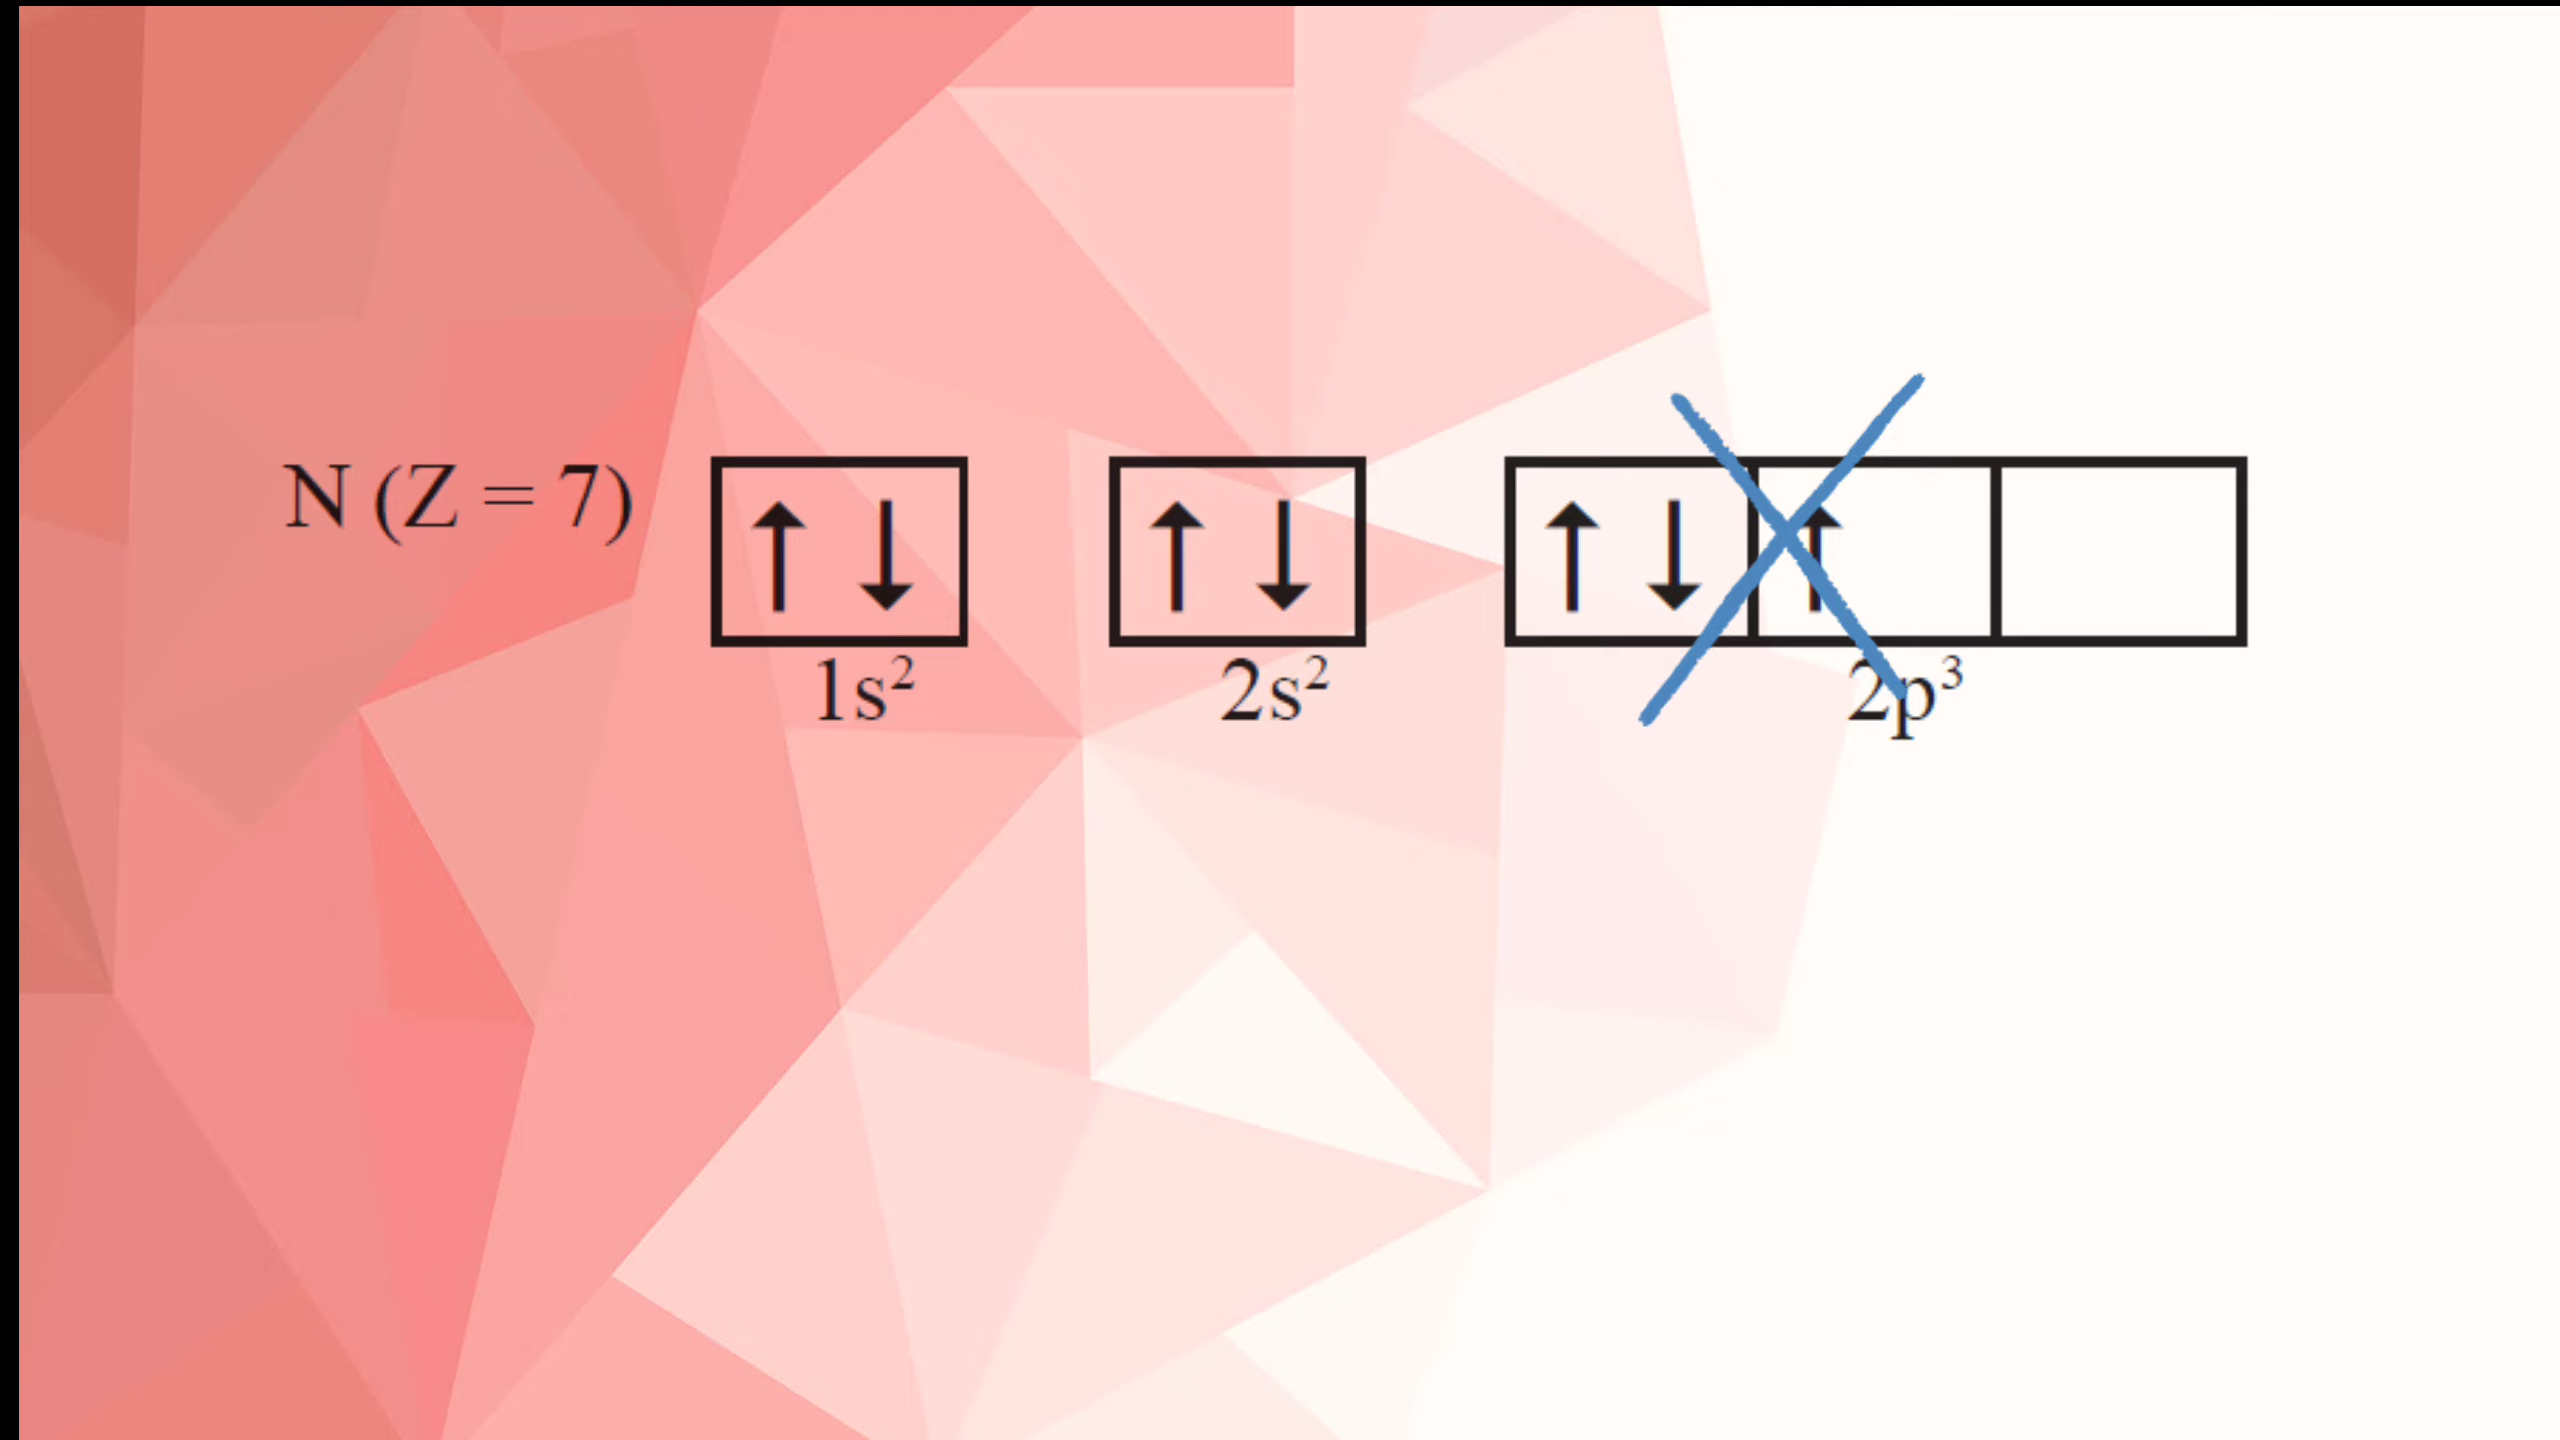 N (Z = 7) ↑ ↓ ↑ ↓ ↑ ↓ ↑
1s² 2s² 2p³